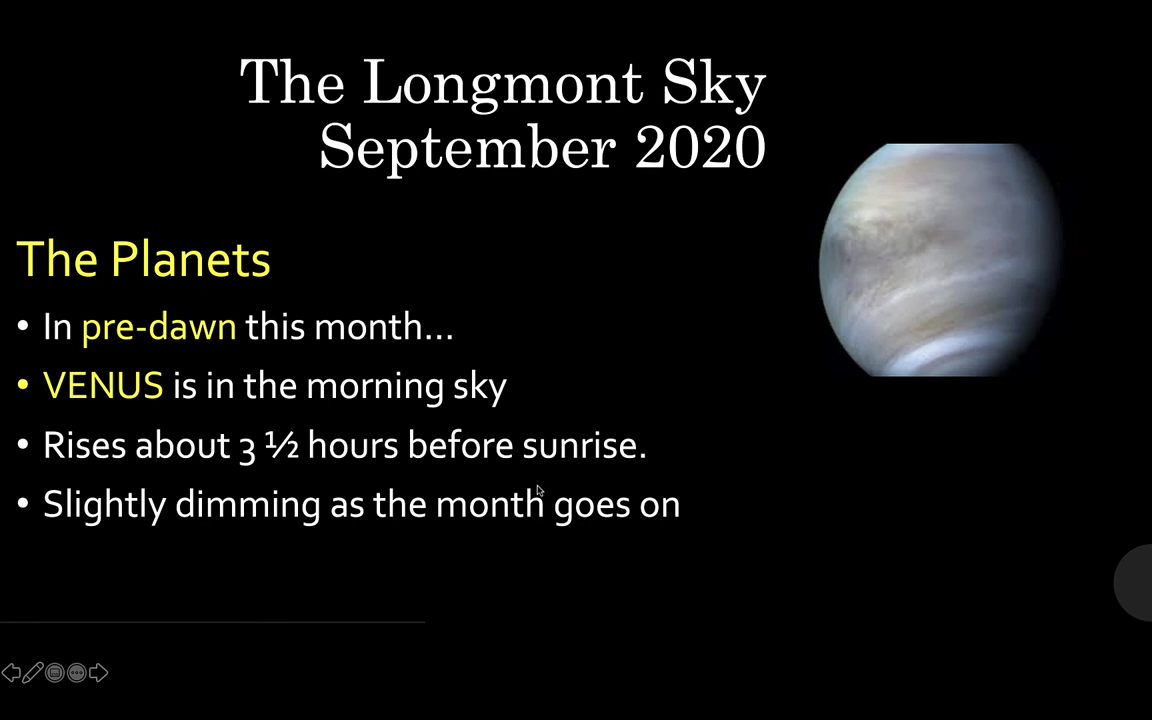 The Longmont Sky
September 2020
The Planets
• In pre-dawn this month...
• VENUS is in the morning sky
• Rises about 3 ½ hours before sunrise.
• Slightly dimming as the month goes on